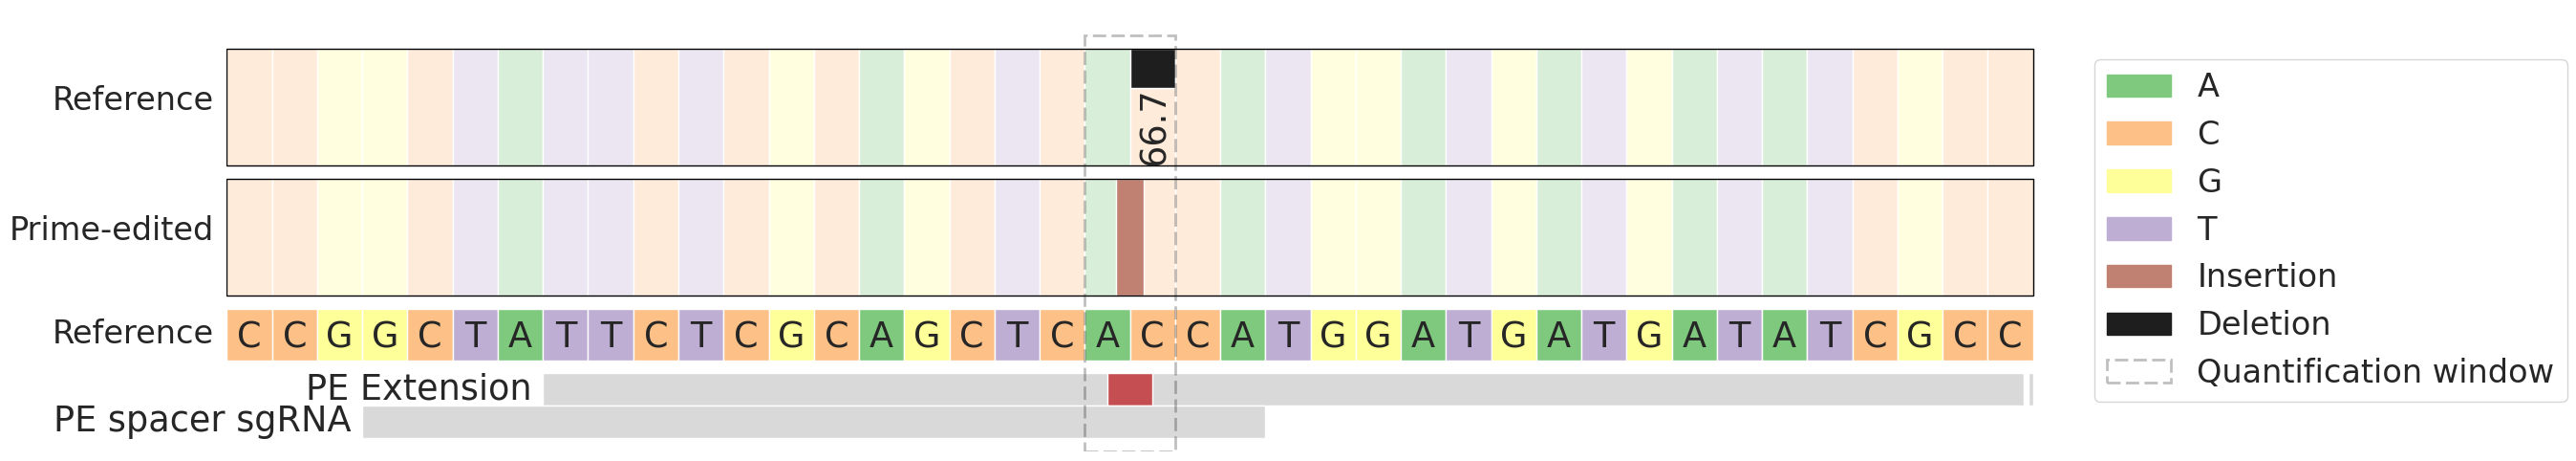 Reference
66.7
Prime-edited
Reference C C G G C T A T T C T C G C A G C T C A C C A T G G A T G A T G A T A T C G C C
PE Extension
PE spacer sgRNA
A
C
G
T
Insertion
Deletion
Quantification window